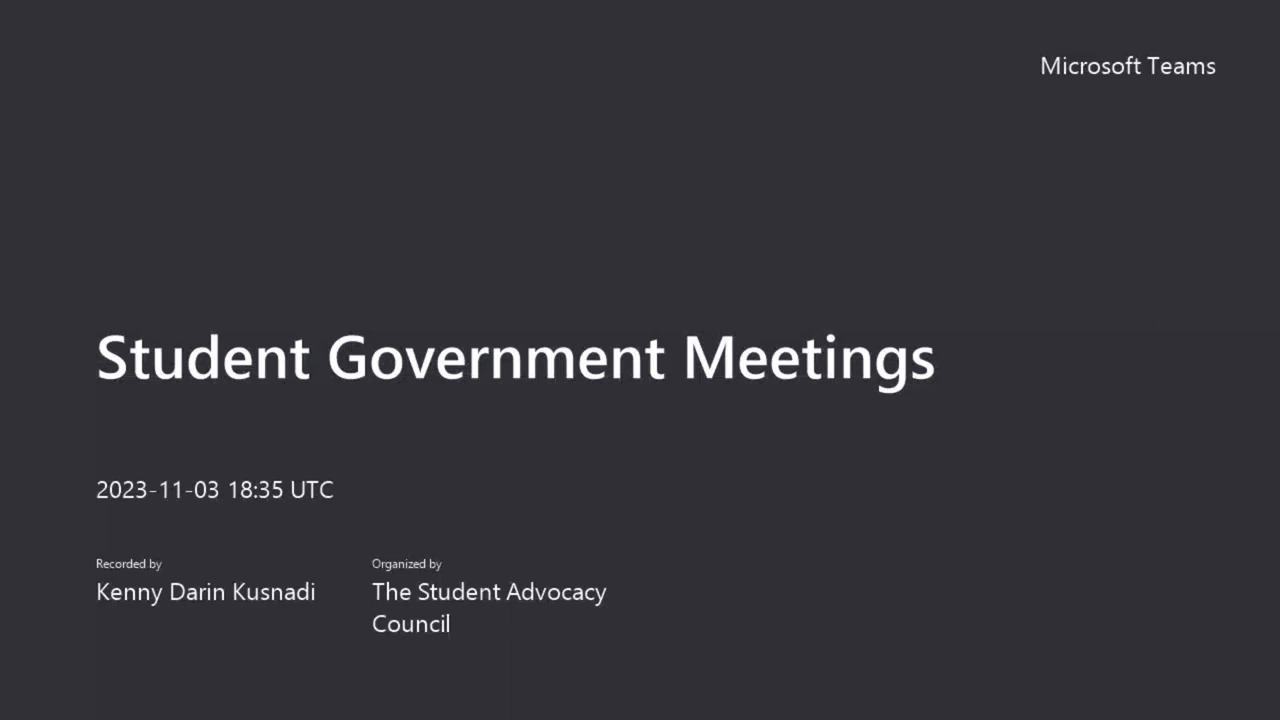 Microsoft Teams
Student Government Meetings
2023-11-03 18:35 UTC
Recorded by
Kenny Darin Kusnadi
Organized by
The Student Advocacy
Council